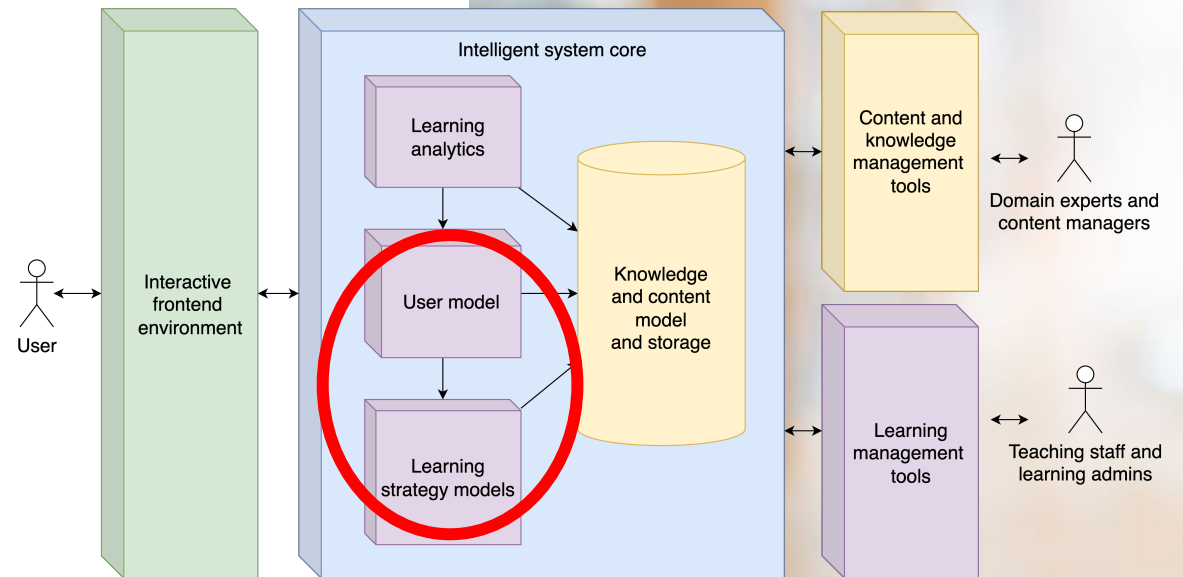 Intelligent system core
Learning
analytics
User model
Learning
strategy models
Knowledge
and content
model
and storage
Interactive
frontend
environment
User
Content and
knowledge
management
tools
Domain experts and
content managers
Learning
management
tools
Teaching staff and
learning admins